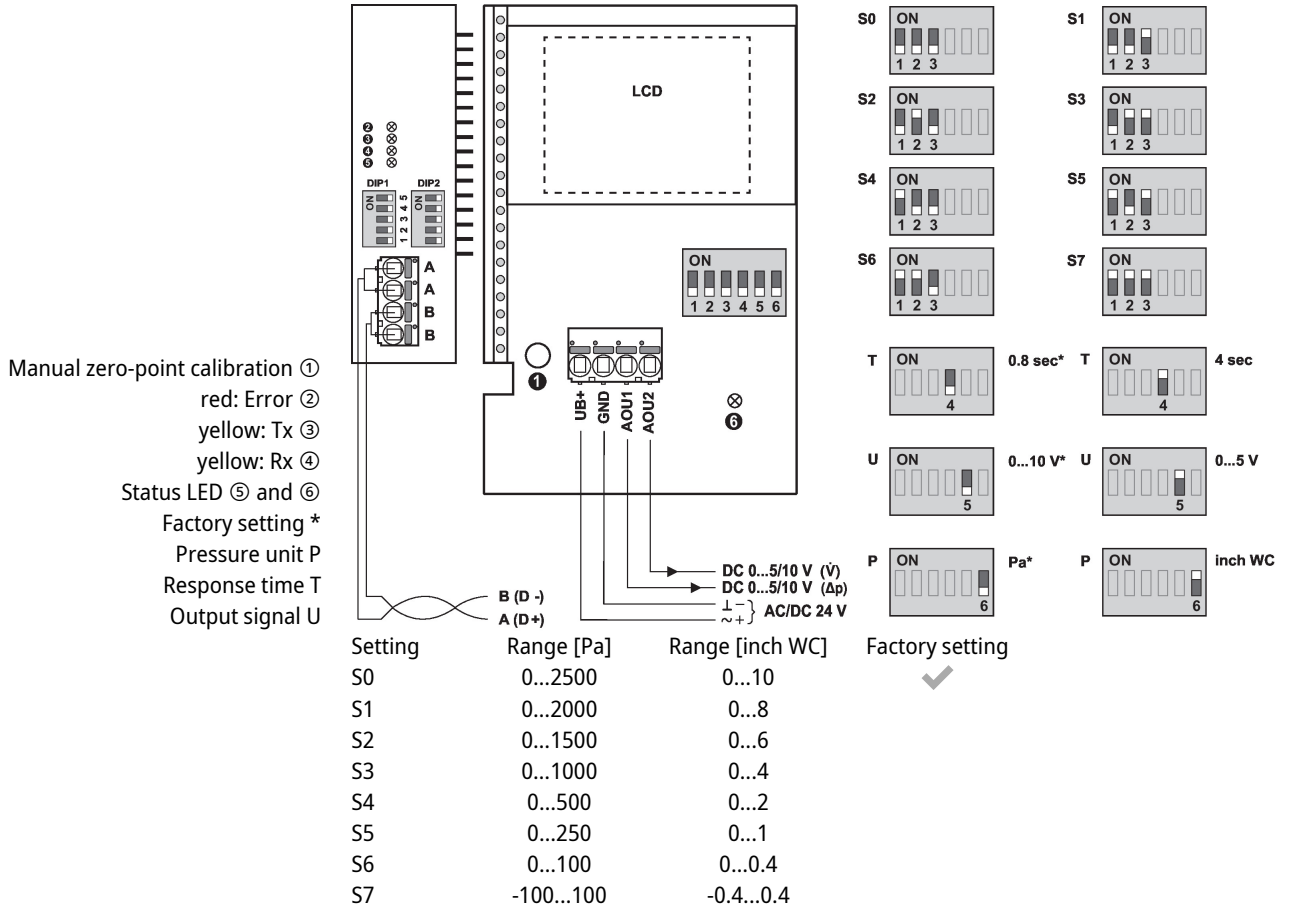 S0 ON 1 2 3
S1 ON 1 2 3
LCD
S2 ON 1 2 3
S3 ON 1 2 3
❷
❸
❹
❺
DIP1 DIP2
ON 1 2 3 4 5 ON
S4 ON 1 2 3
S5 ON 1 2 3
A
A
B
B
ON
1 2 3 4 5 6
S6 ON 1 2 3
S7 ON 1 2 3
Manual zero-point calibration ①
red: Error ②
yellow: Tx ③
yellow: Rx ④
Status LED ⑤ and ⑥
Factory setting *
Pressure unit P
Response time T
Output signal U
❶
UB+
GND
AOU1
AOU2
❻
T ON 4 0.8 sec*
T ON 4 4 sec
U ON 5 0...10 V*
U ON 5 0...5 V
P ON 6 Pa*
P ON 6 inch WC
DC 0...5/10 V (V̇)
DC 0...5/10 V (Δp)
⊥ − } AC/DC 24 V
~ +
B (D -)
A (D+)
Setting Range [Pa] Range [inch WC] Factory setting
S0 0...2500 0...10 ✔
S1 0...2000 0...8
S2 0...1500 0...6
S3 0...1000 0...4
S4 0...500 0...2
S5 0...250 0...1
S6 0...100 0...0.4
S7 -100...100 -0.4...0.4